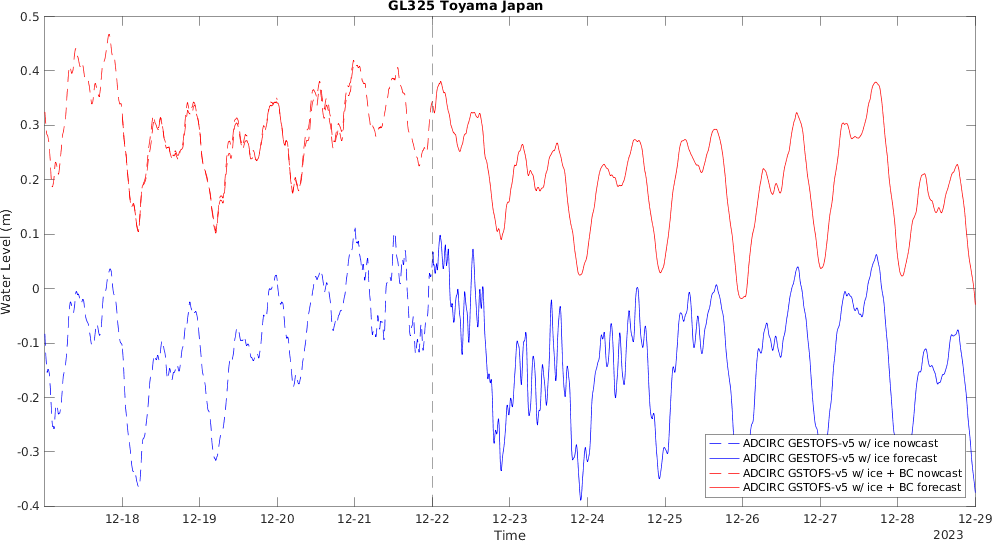 GL325 Toyama Japan
Water Level (m)
0.5
0.4
0.3
0.2
0.1
0
-0.1
-0.2
-0.3
-0.4
ADCIRC GESTOFS-v5 w/ ice nowcast
ADCIRC GESTOFS-v5 w/ ice forecast
ADCIRC GSTOFS-v5 w/ ice + BC nowcast
ADCIRC GSTOFS-v5 w/ ice + BC forecast
12-18 12-19 12-20 12-21 12-22 12-23 12-24 12-25 12-26 12-27 12-28 12-29
Time
2023